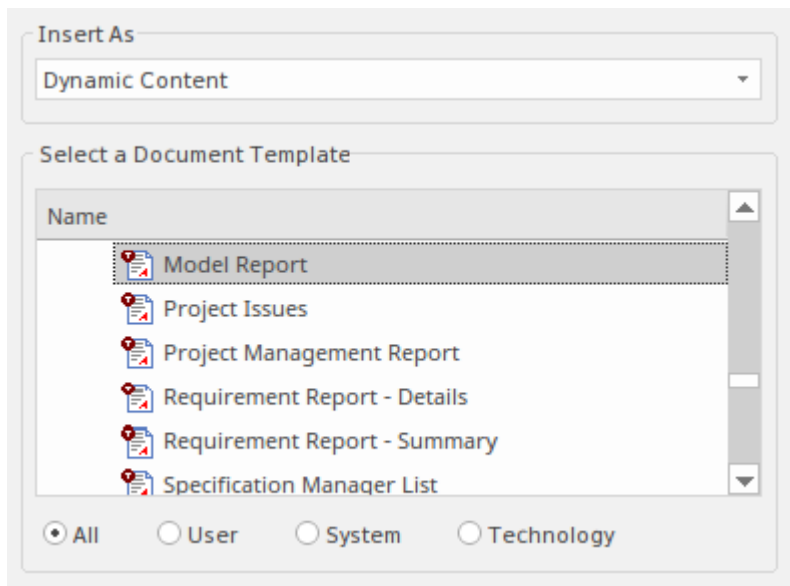 Insert As
Dynamic Content
Select a Document Template
Name
Model Report
Project Issues
Project Management Report
Requirement Report - Details
Requirement Report - Summary
Specification Manager List
All User System Technology